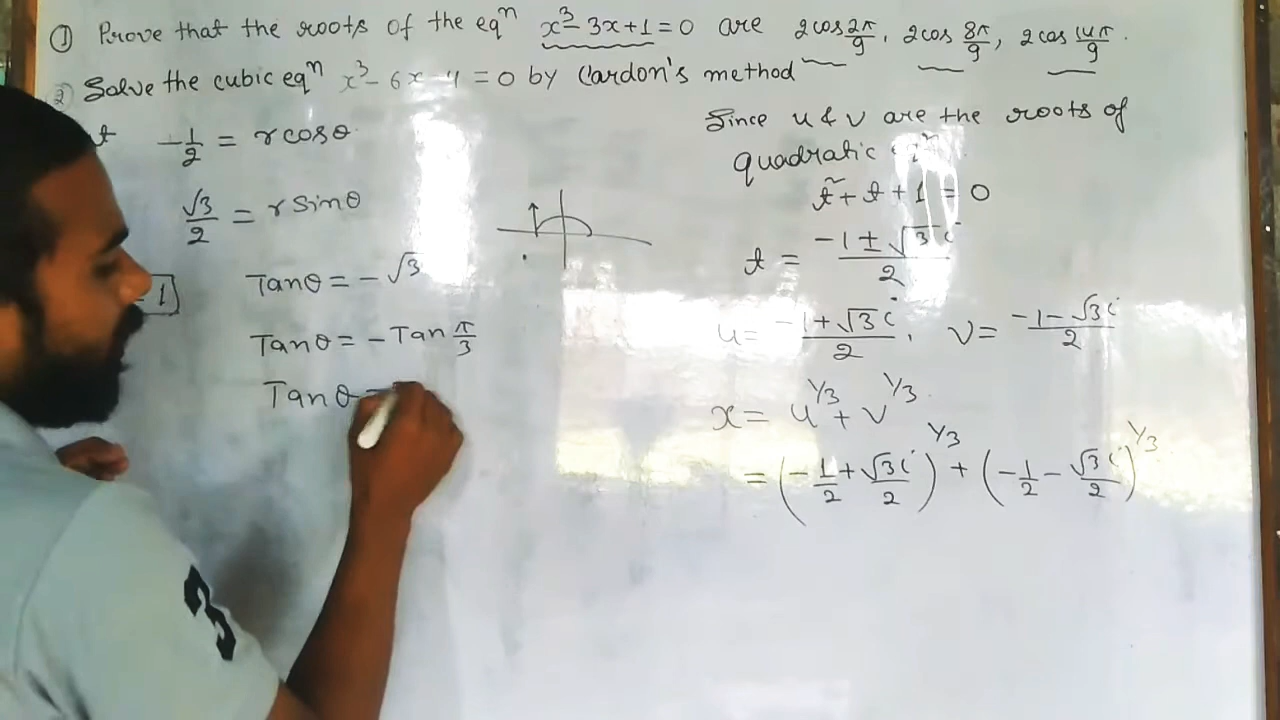 ① Prove that the roots of the eqⁿ x³ - 3x + 1 = 0 are 2cos 2π/9, 2cos 8π/9, 2cos 14π/9.
② Solve the cubic eqⁿ x³ - 6x - 4 = 0 by Cardon's method
-1/2 = r cosθ
√3/2 = r sinθ
Tanθ = -√3
Tanθ = -Tan π/3
Tanθ =
1]
Since u & v are the roots of
quadratic
t² + t + 1 = 0
t = (-1 ± √3 i)/2
u = (-1 + √3 i)/2, v = (-1 - √3 i)/2
x = u^(1/3) + v^(1/3)
= (-1/2 + √3 i/2)^(1/3) + (-1/2 - √3 i/2)^(1/3)
3